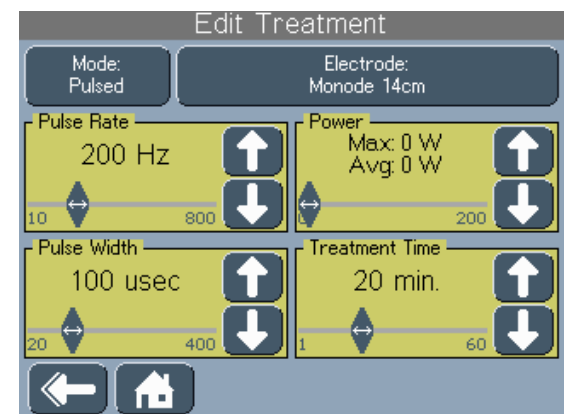 Edit Treatment
Mode:
Pulsed
Electrode:
Monode 14cm
Pulse Rate
200 Hz
10
800
Power
Max: 0 W
Avg: 0 W
200
Pulse Width
100 usec
20
400
Treatment Time
20 min.
1
60